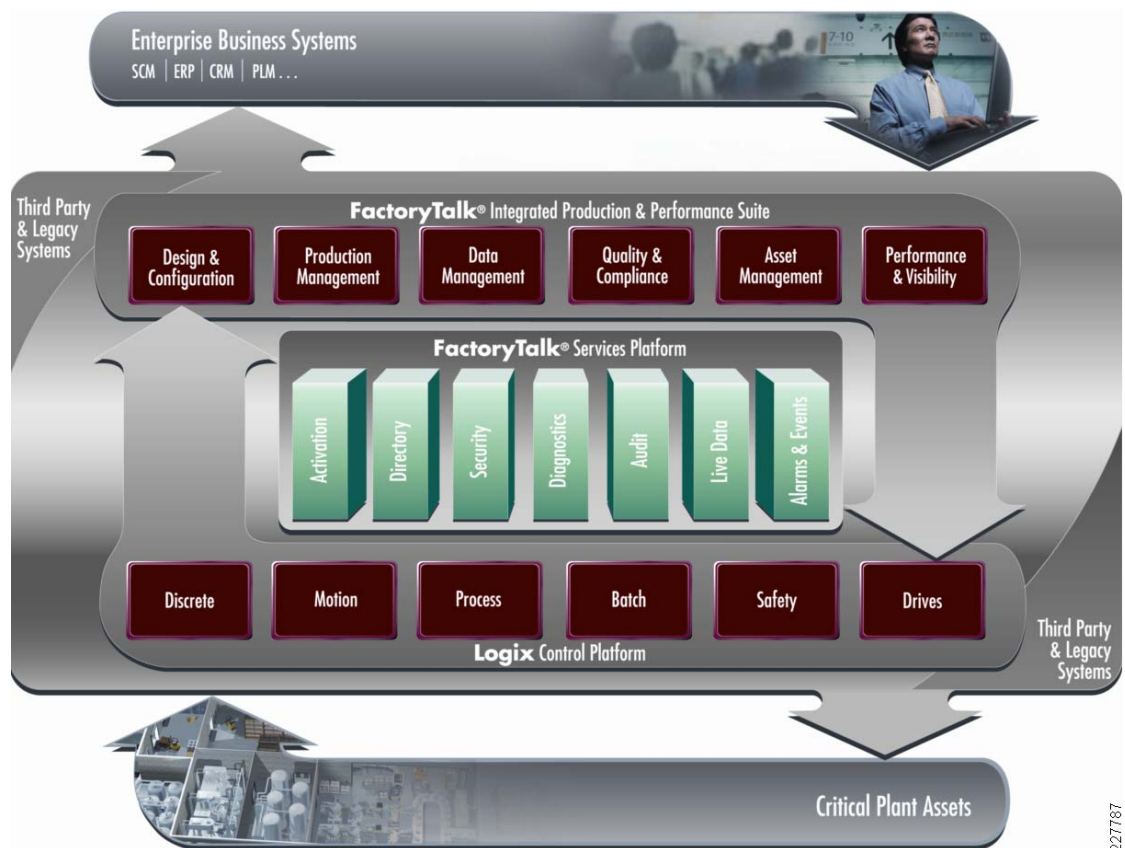 Enterprise Business Systems
SCM | ERP | CRM | PLM...
7-10
Third Party
& Legacy
Systems
FactoryTalk® Integrated Production & Performance Suite
Design &
Configuration
Production
Management
Data
Management
Quality &
Compliance
Asset
Management
Performance
& Visibility
FactoryTalk® Services Platform
Activation
Directory
Security
Diagnostics
Audit
Live Data
Alarms & Events
Discrete
Motion
Process
Batch
Safety
Drives
Logix Control Platform
Third Party
& Legacy
Systems
Critical Plant Assets
227787